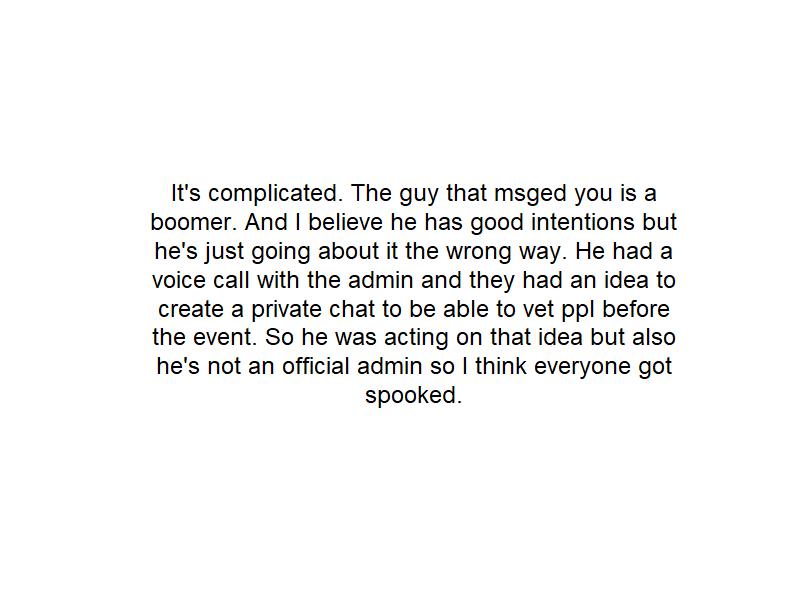 It's complicated. The guy that msged you is a
boomer. And I believe he has good intentions but
he's just going about it the wrong way. He had a
voice call with the admin and they had an idea to
create a private chat to be able to vet ppl before
the event. So he was acting on that idea but also
he's not an official admin so I think everyone got
spooked.